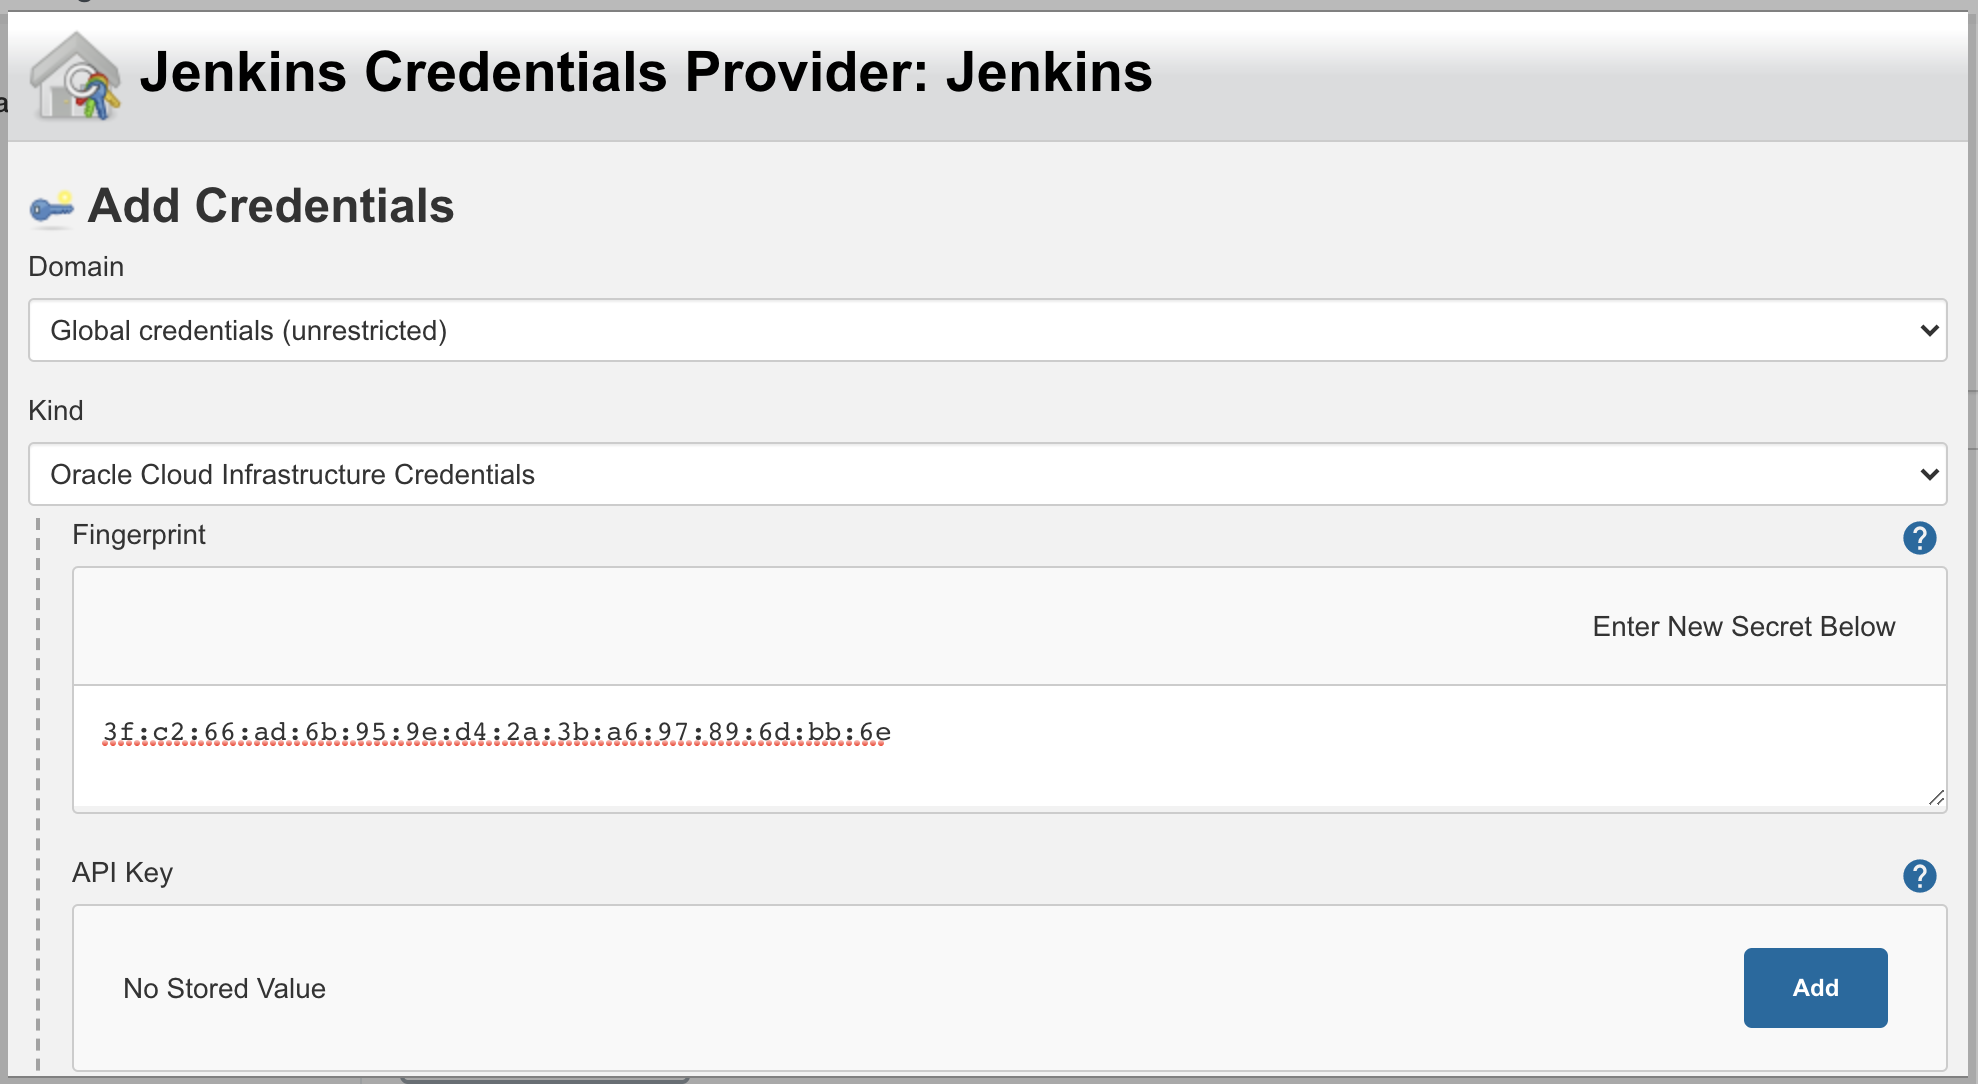 Jenkins Credentials Provider: Jenkins
Add Credentials
Domain
Global credentials (unrestricted)
Kind
Oracle Cloud Infrastructure Credentials
Fingerprint
?
Enter New Secret Below
3f:c2:66:ad:6b:95:9e:d4:2a:3b:a6:97:89:6d:bb:6e
API Key
?
No Stored Value
Add